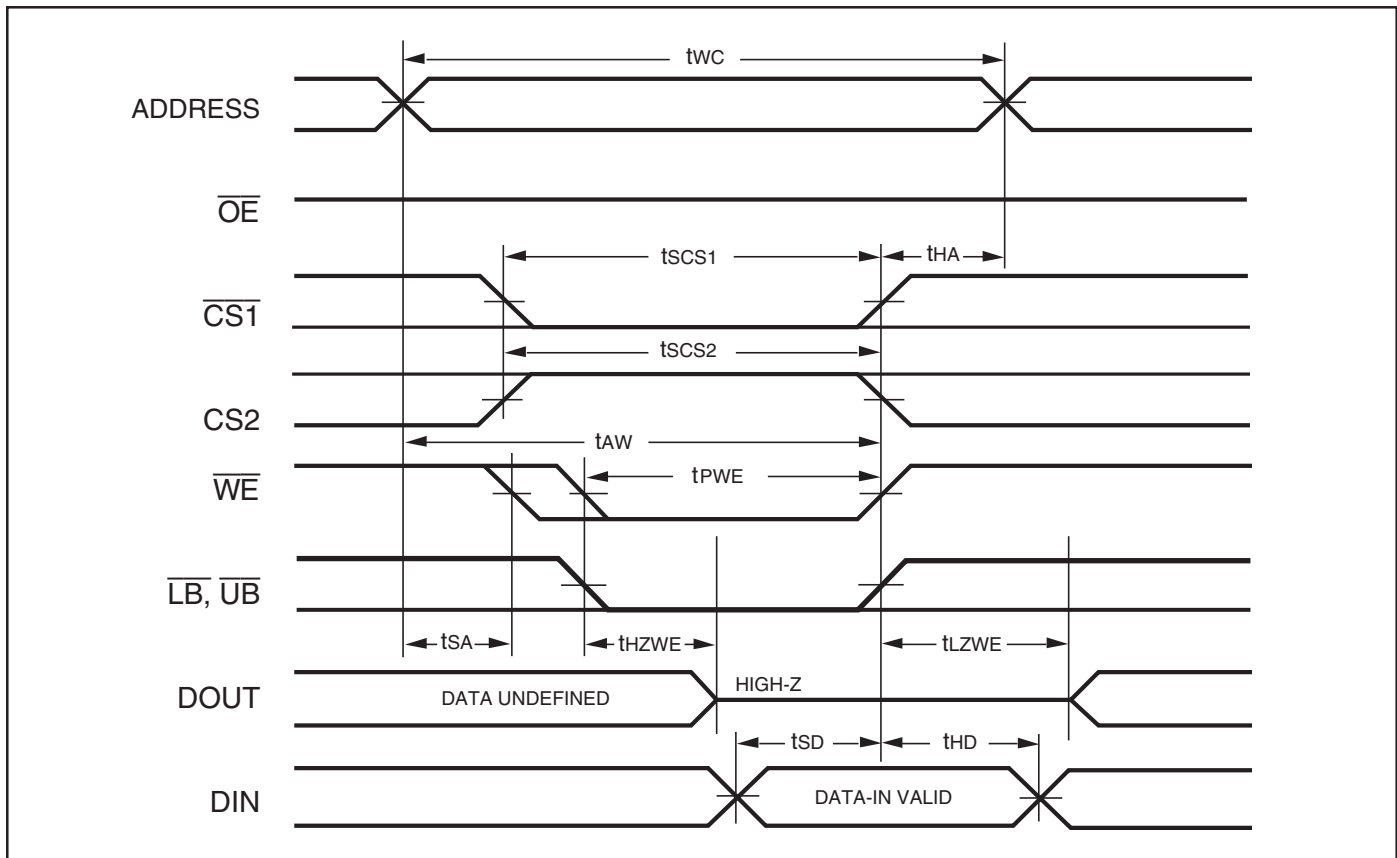 tWC
ADDRESS
OE
tSCS1
tHA
CS1
tSCS2
CS2
tAW
WE
tPWE
LB, UB
tSA
tHZWE
tLZWE
DOUT
DATA UNDEFINED
HIGH-Z
tSD
tHD
DIN
DATA-IN VALID